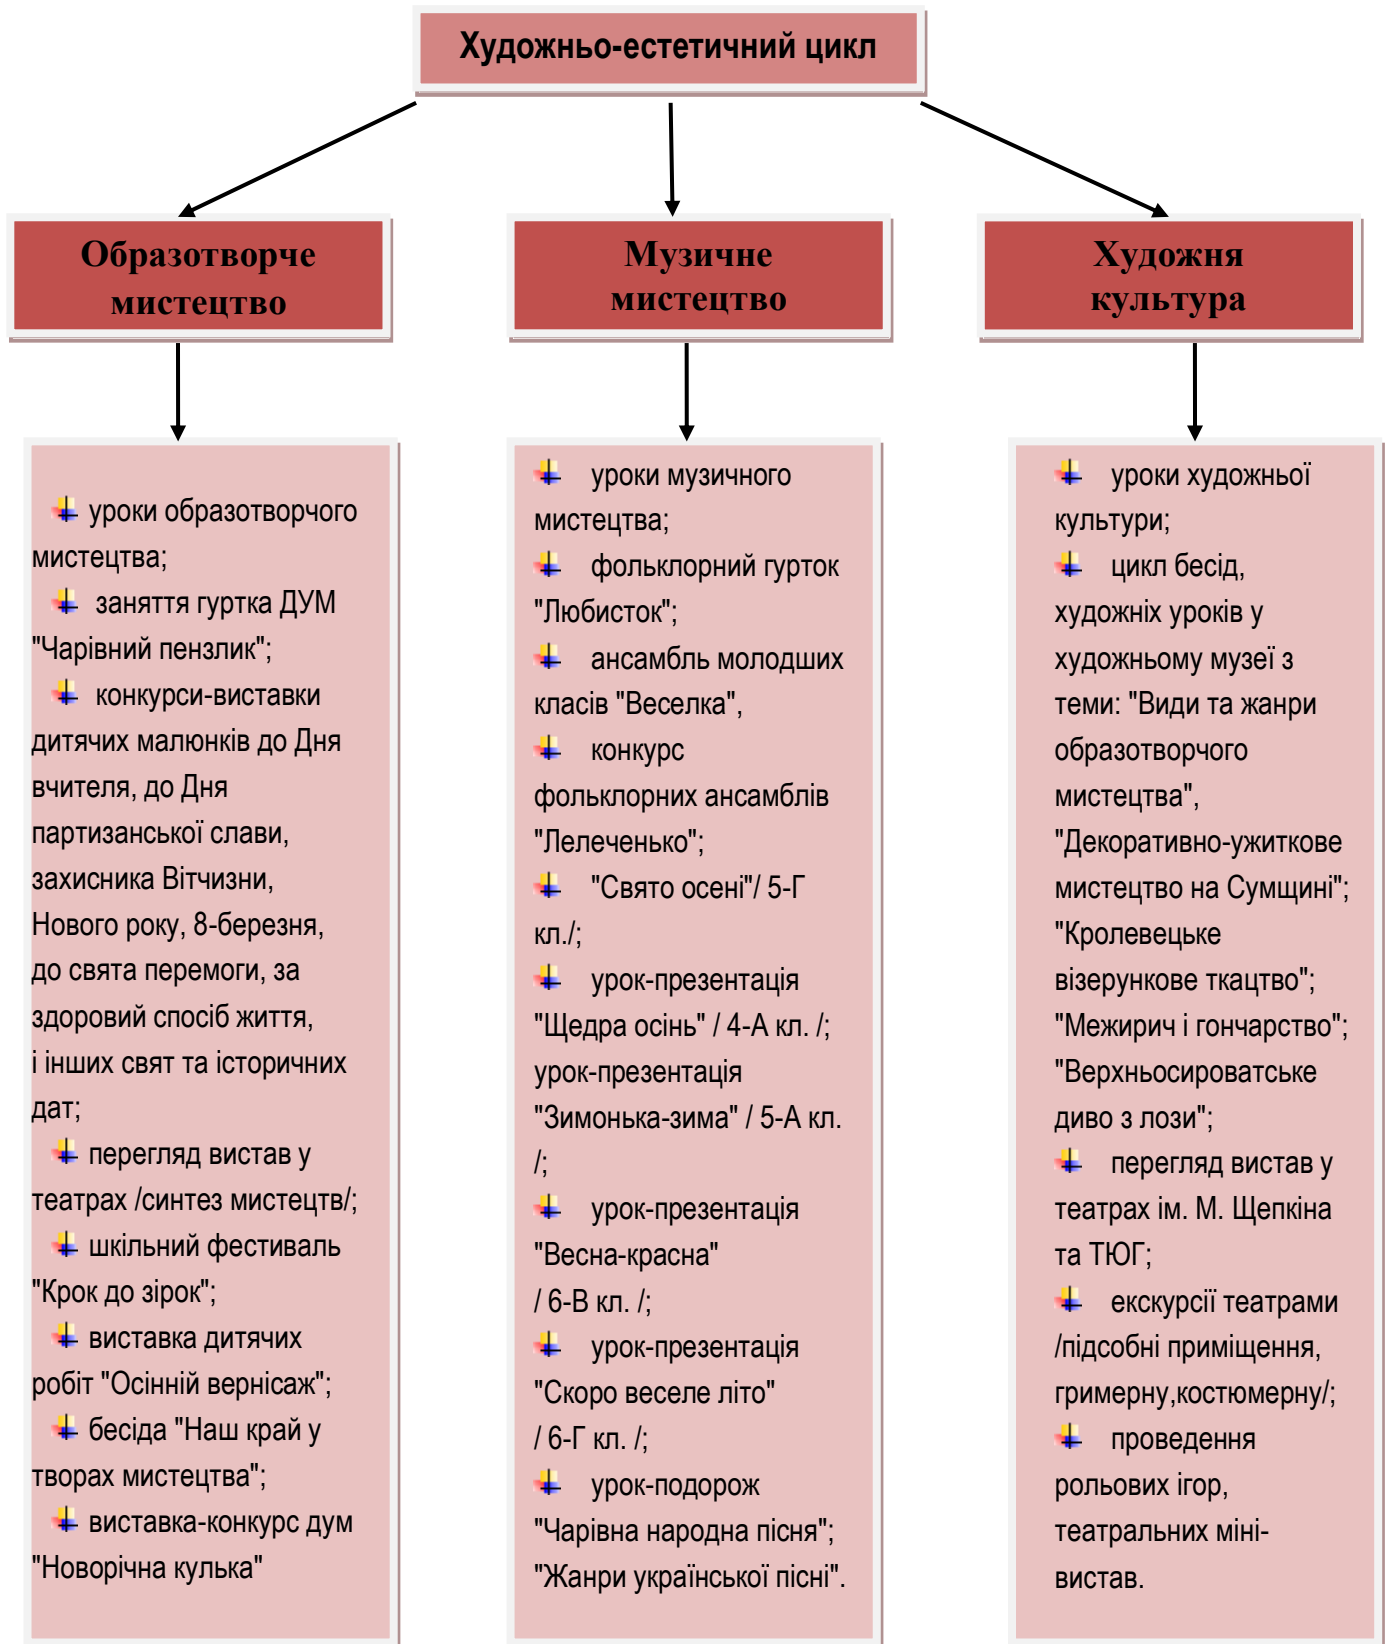 Художньо-естетичний цикл
Образотворче
мистецтво
уроки образотворчого
мистецтва;
заняття гуртка ДУМ
"Чарівний пензлик";
конкурси-виставки
дитячих малюнків до Дня
вчителя, до Дня
партизанської слави,
захисника Вітчизни,
Нового року, 8-березня,
до свята перемоги, за
здоровий спосіб життя,
і інших свят та історичних
дат;
перегляд вистав у
театрах /синтез мистецтв/;
шкільний фестиваль
"Крок до зірок";
виставка дитячих
робіт "Осінній вернісаж";
бесіда "Наш край у
творах мистецтва";
виставка-конкурс дум
"Новорічна кулька"
Музичне
мистецтво
уроки музичного
мистецтва;
фольклорний гурток
"Любисток";
ансамбль молодших
класів "Веселка",
конкурс
фольклорних ансамблів
"Лелеченько";
"Свято осені"/ 5-Г
кл./;
урок-презентація
"Щедра осінь" / 4-А кл. /;
урок-презентація
"Зимонька-зима" / 5-А кл.
/;
урок-презентація
"Весна-красна"
/ 6-В кл. /;
урок-презентація
"Скоро веселе літо"
/ 6-Г кл. /;
урок-подорож
"Чарівна народна пісня";
"Жанри української пісні".
Художня
культура
уроки художньої
культури;
цикл бесід,
художніх уроків у
художньому музеї з
теми: "Види та жанри
образотворчого
мистецтва",
"Декоративно-ужиткове
мистецтво на Сумщині";
"Кролевецьке
візерункове ткацтво";
"Межирич і гончарство";
"Верхньосироватське
диво з лози";
перегляд вистав у
театрах ім. М. Щепкіна
та ТЮГ;
екскурсії театрами
/підсобні приміщення,
гримерну,костюмерну/;
проведення
рольових ігор,
театральних міні-
вистав.